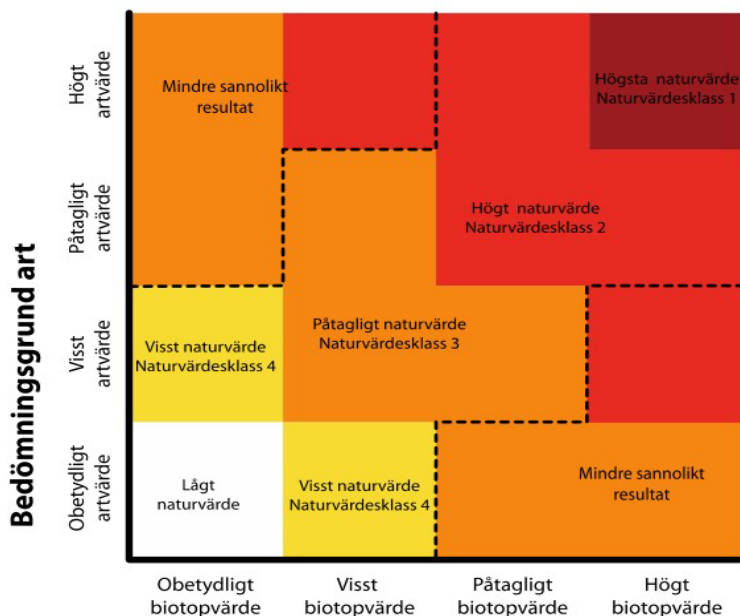 Bedömningsgrund art
Högt
artvärde
Påtagligt
artvärde
Visst
artvärde
Obetydligt
artvärde
Mindre sannolikt
resultat
Högsta naturvärde
Naturvärdesklass 1
Högt naturvärde
Naturvärdesklass 2
Påtagligt naturvärde
Naturvärdesklass 3
Visst naturvärde
Naturvärdesklass 4
Lågt
naturvärde
Visst naturvärde
Naturvärdesklass 4
Mindre sannolikt
resultat
Obetydligt
biotopvärde
Visst
biotopvärde
Påtagligt
biotopvärde
Högt
biotopvärde